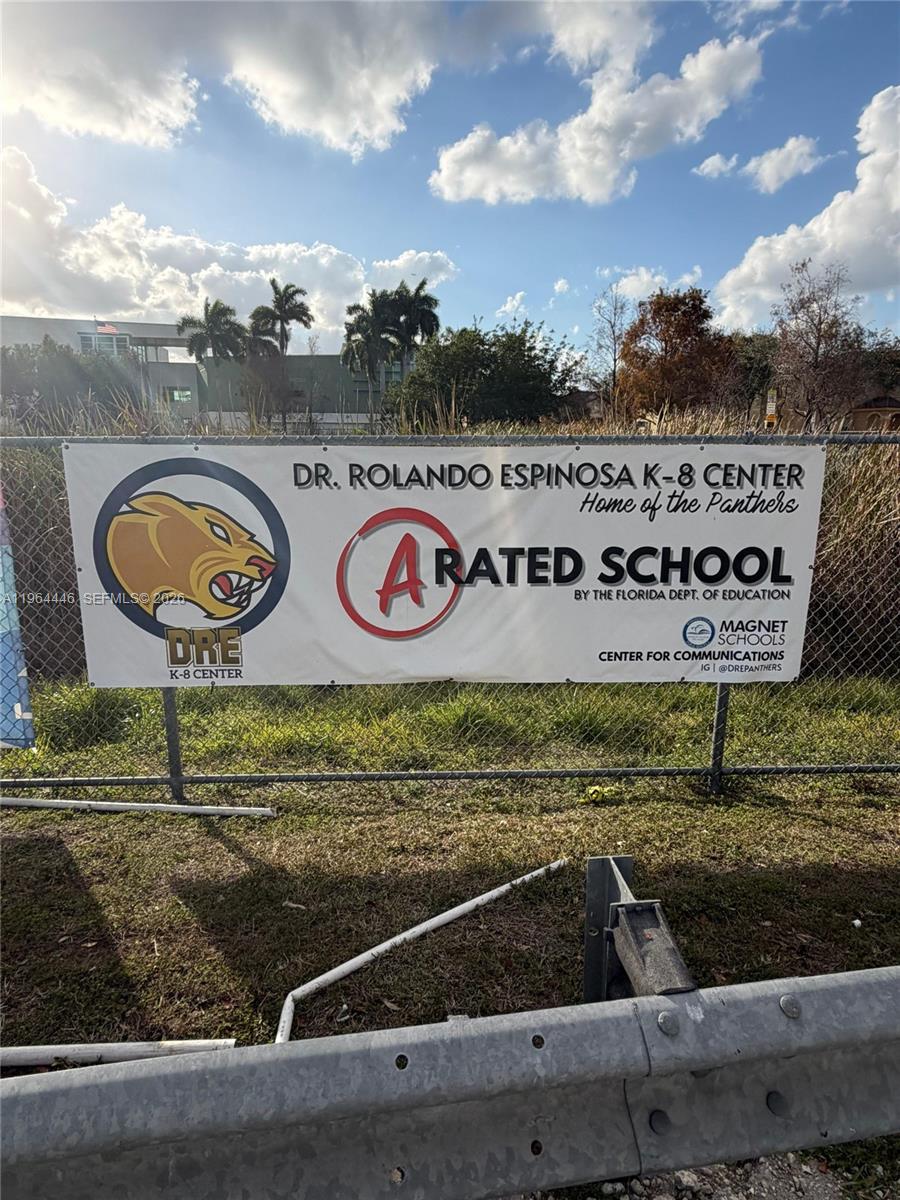 DR. ROLANDO ESPINOSA K-8 CENTER
Home of the Panthers
A RATED SCHOOL
BY THE FLORIDA DEPT. OF EDUCATION
DRE
K-8 CENTER
MAGNET
SCHOOLS
CENTER FOR COMMUNICATIONS
IG | @DREPANTHERS
A11964446 SEFMLS© 2026